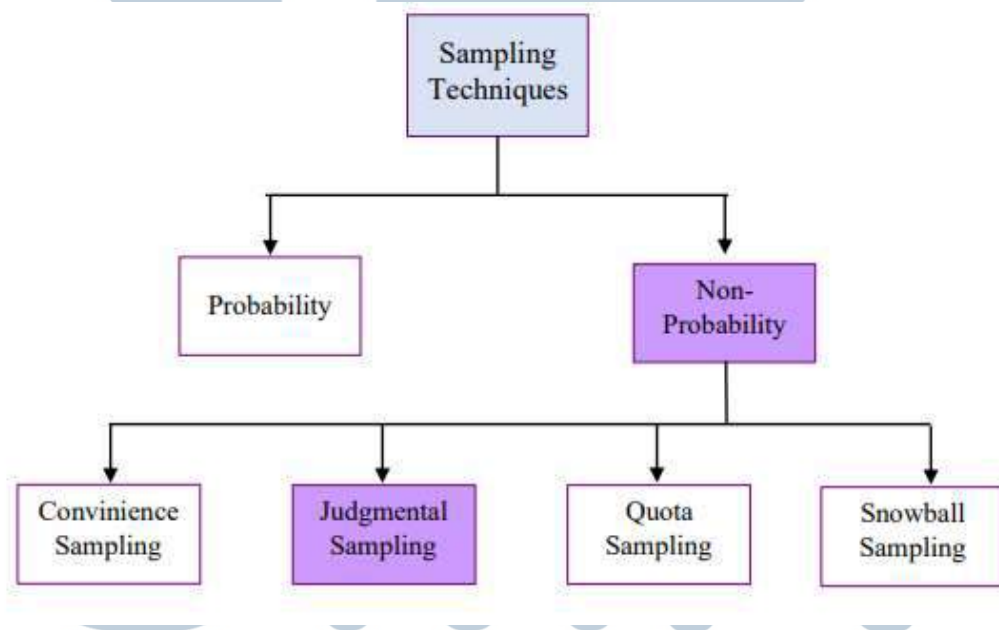 Sampling
Techniques
Probability
Non-
Probability
Convinience
Sampling
Judgmental
Sampling
Quota
Sampling
Snowball
Sampling